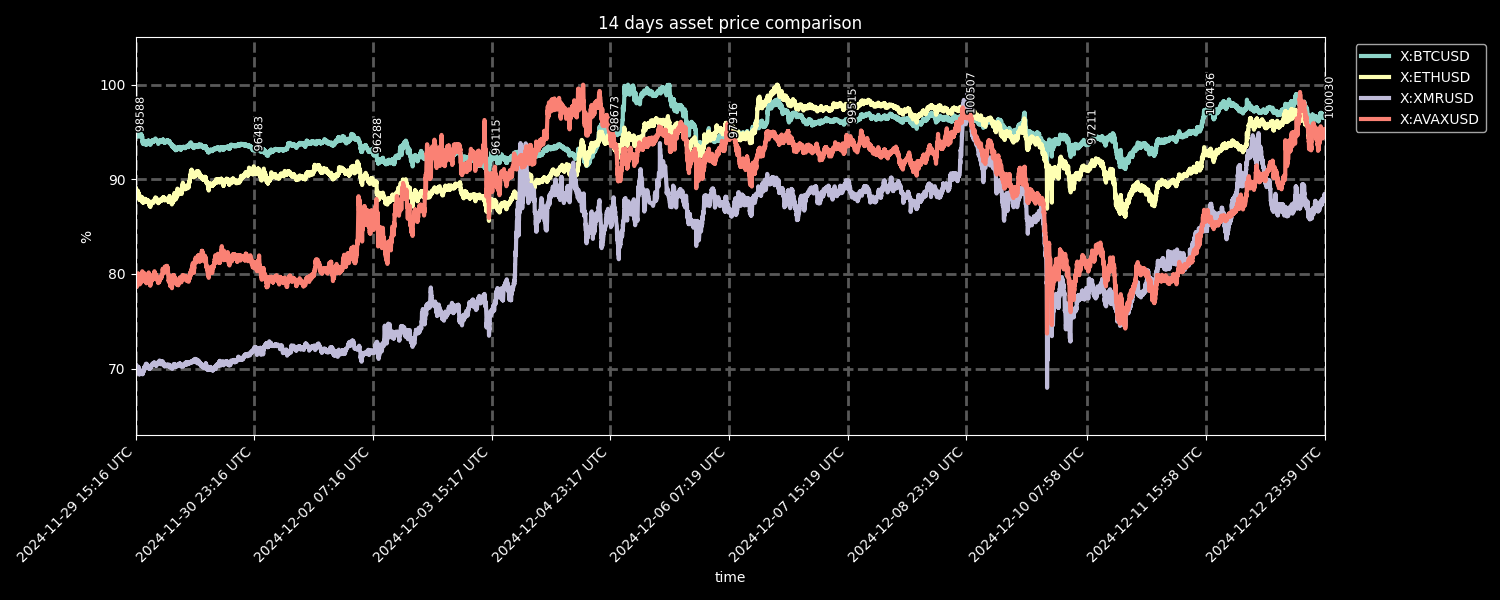 14 days asset price comparison
X:BTCUSD
X:ETHUSD
X:XMRUSD
X:AVAXUSD
100
90
80
70
%
98588
96483
96288
96115
98673
97916
99515
100507
97211
100436
100030
2024-11-29 15:16 UTC
2024-11-30 23:16 UTC
2024-12-02 07:16 UTC
2024-12-03 15:17 UTC
2024-12-04 23:17 UTC
2024-12-06 07:19 UTC
2024-12-07 15:19 UTC
2024-12-08 23:19 UTC
2024-12-10 07:58 UTC
2024-12-11 15:58 UTC
2024-12-12 23:59 UTC
time